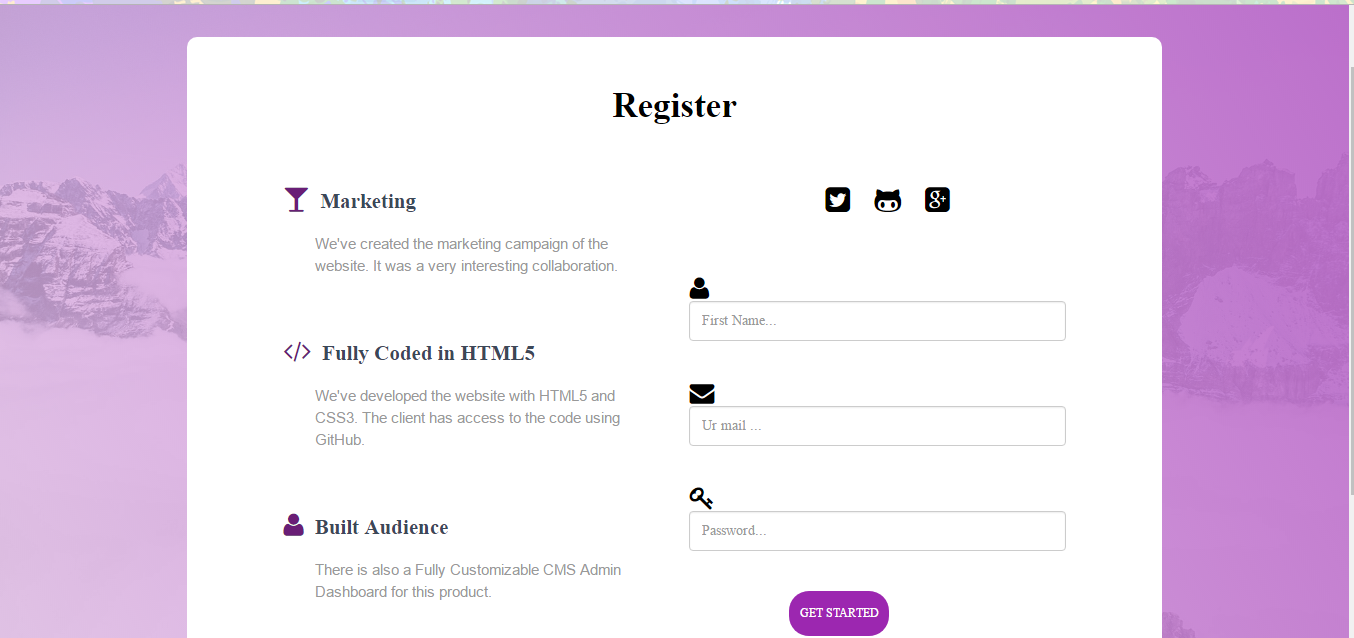 Register
Marketing
We've created the marketing campaign of the
website. It was a very interesting collaboration.
Fully Coded in HTML5
We've developed the website with HTML5 and
CSS3. The client has access to the code using
GitHub.
Built Audience
There is also a Fully Customizable CMS Admin
Dashboard for this product.
First Name...
Ur mail ...
Password...
GET STARTED